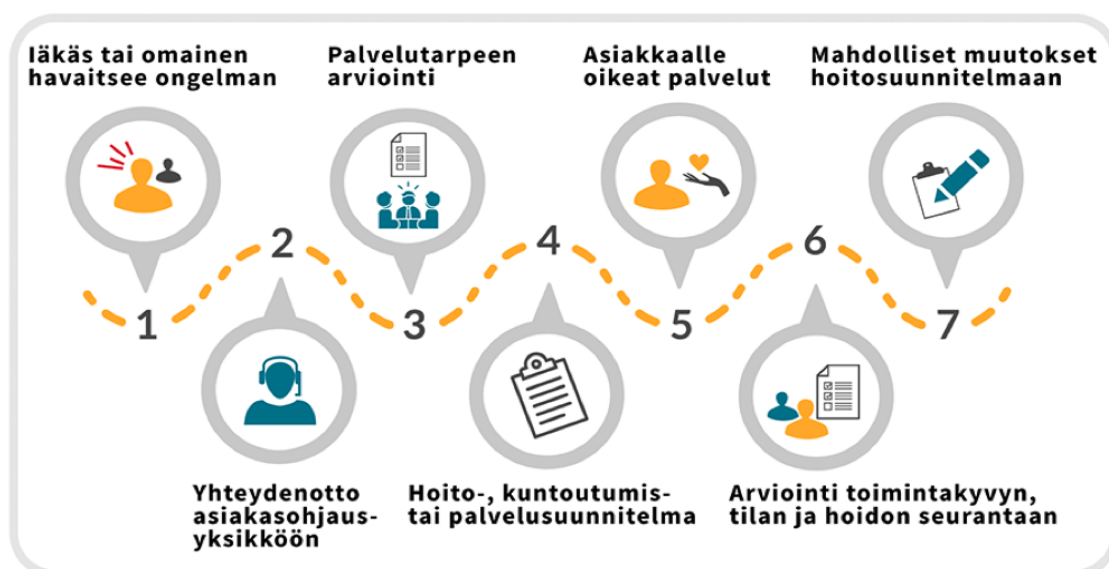 Iäkäs tai omainen
havaitsee ongelman
Palvelutarpeen
arviointi
Asiakkaalle
oikeat palvelut
Mahdolliset muutokset
hoitosuunnitelmaan
1
2
3
4
5
6
7
Yhteydenotto
asiakasohjaus-
yksikköön
Hoito-, kuntoutumis-
tai palvelusuunnitelma
Arviointi toimintakyvyn,
tilan ja hoidon seurantaan